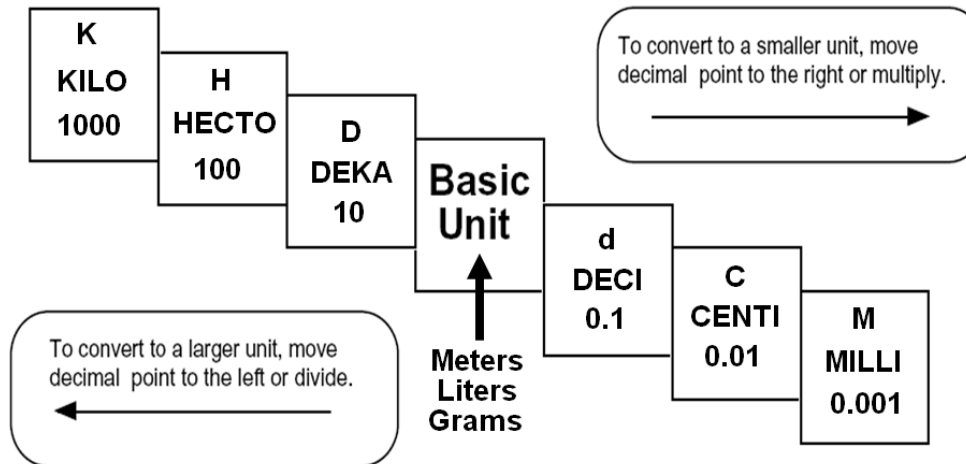 K
KILO
1000
H
HECTO
100
D
DEKA
10
Basic
Unit
d
DECI
0.1
C
CENTI
0.01
M
MILLI
0.001
To convert to a smaller unit, move
decimal point to the right or multiply.
To convert to a larger unit, move
decimal point to the left or divide.
Meters
Liters
Grams